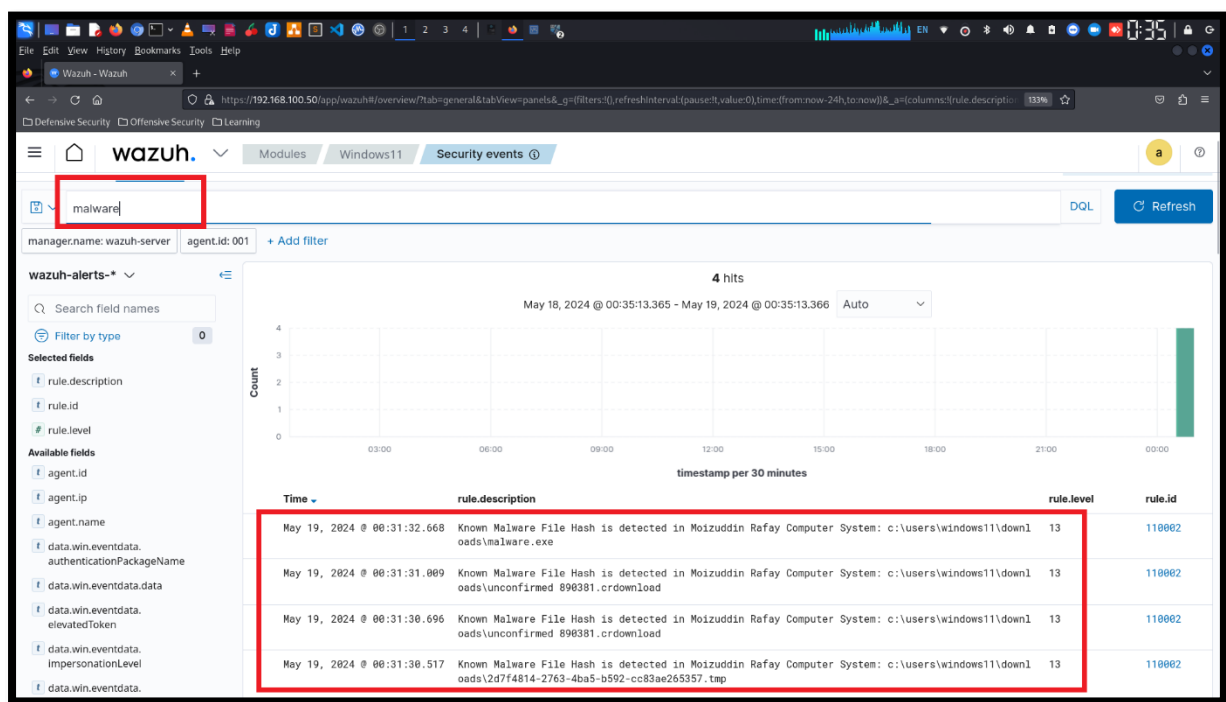 1 2 3 4
EN
0:35
File Edit View History Bookmarks Tools Help
Wazuh - Wazuh
https://192.168.100.50/app/wazuh#/overview/?tab=general&tabView=panels&_g=(filters:!(),refreshInterval:(pause:!t,value:0),time:(from:now-24h,to:now))&_a=(columns:!(rule.description
133%
Defensive Security Offensive Security Learning
wazuh. Modules Windows11 Security events
a
malware
DQL
Refresh
manager.name: wazuh-server agent.id: 001 + Add filter
wazuh-alerts-*
4 hits
Search field names
May 18, 2024 @ 00:35:13.365 - May 19, 2024 @ 00:35:13.366 Auto
Filter by type 0
Selected fields
t rule.description
t rule.id
# rule.level
Available fields
t agent.id
t agent.ip
t agent.name
t data.win.eventdata.
authenticationPackageName
t data.win.eventdata.data
t data.win.eventdata.
elevatedToken
t data.win.eventdata.
impersonationLevel
t data.win.eventdata.
Count
4
3
2
1
0
03:00 06:00 09:00 12:00 15:00 18:00 21:00 00:00
timestamp per 30 minutes
Time rule.description rule.level rule.id
May 19, 2024 @ 00:31:32.668 Known Malware File Hash is detected in Moizuddin Rafay Computer System: c:\users\windows11\downl 13 110002
oads\malware.exe
May 19, 2024 @ 00:31:31.009 Known Malware File Hash is detected in Moizuddin Rafay Computer System: c:\users\windows11\downl 13 110002
oads\unconfirmed 890381.crdownload
May 19, 2024 @ 00:31:30.696 Known Malware File Hash is detected in Moizuddin Rafay Computer System: c:\users\windows11\downl 13 110002
oads\unconfirmed 890381.crdownload
May 19, 2024 @ 00:31:30.517 Known Malware File Hash is detected in Moizuddin Rafay Computer System: c:\users\windows11\downl 13 110002
oads\2d7f4814-2763-4ba5-b592-cc83ae265357.tmp